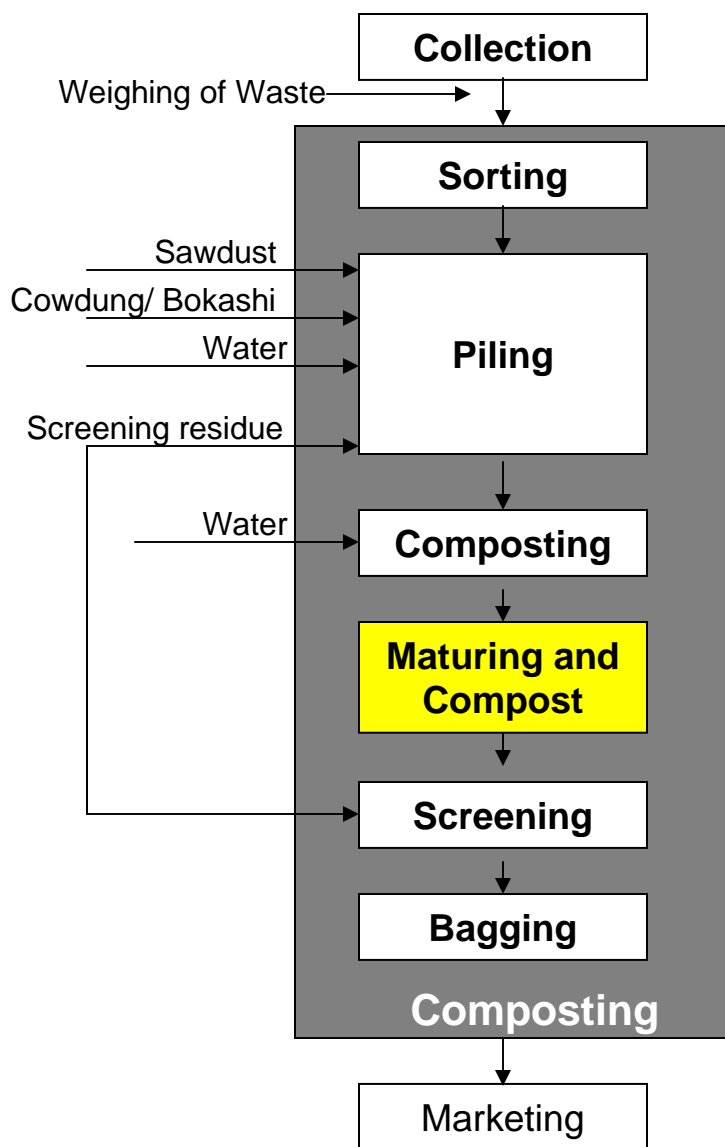 Collection
Weighing of Waste
Sorting
Sawdust
Cowdung/ Bokashi
Water
Piling
Screening residue
Water
Composting
Maturing and
Compost
Screening
Bagging
Composting
Marketing